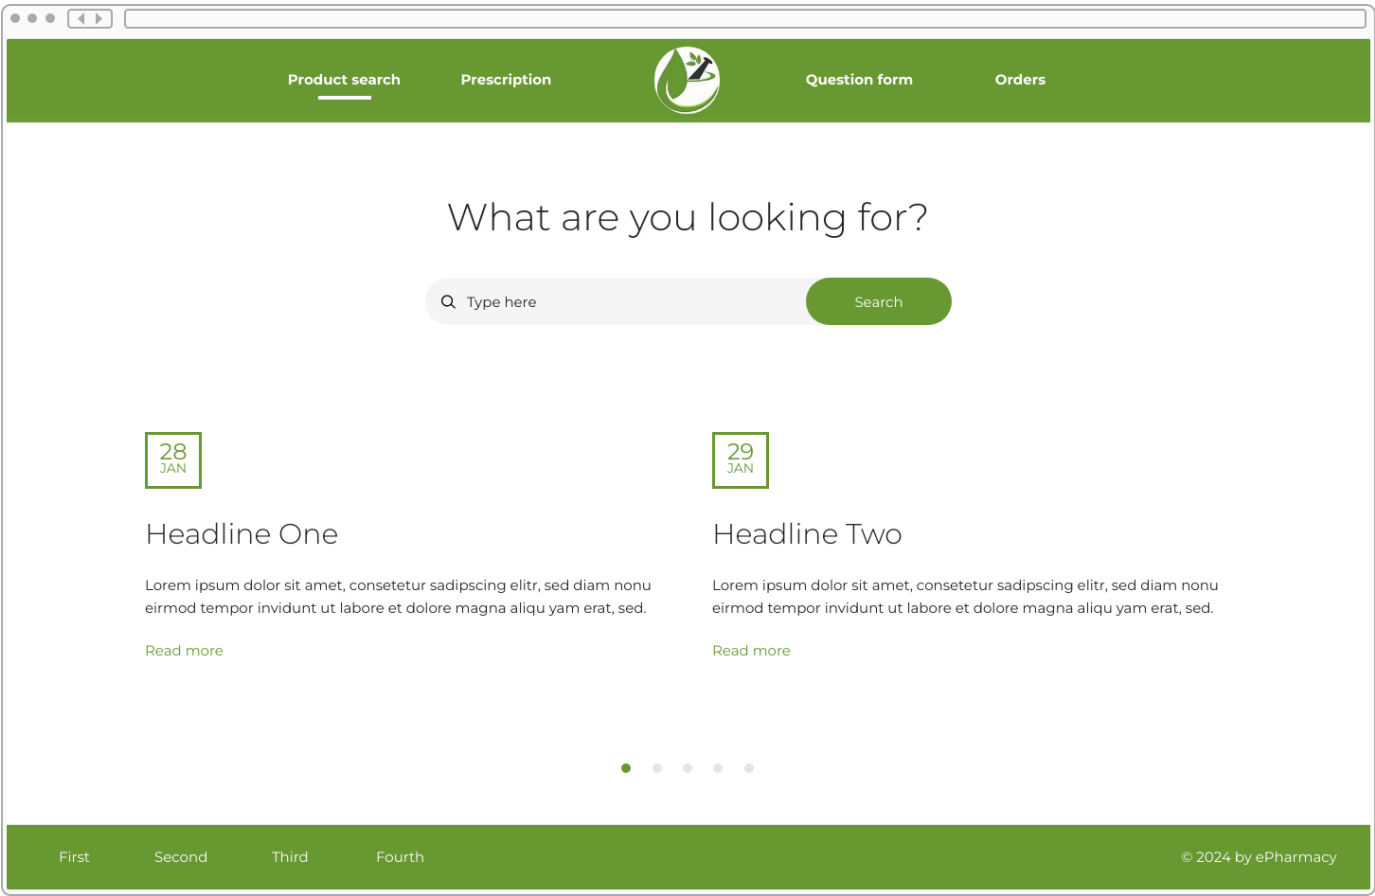 Product search
Prescription
Question form
Orders
What are you looking for?
Type here
Search
28
JAN
Headline One
Lorem ipsum dolor sit amet, consetetur sadipscing elitr, sed diam nonu
eirmod tempor invidunt ut labore et dolore magna aliqu yam erat, sed.
Read more
29
JAN
Headline Two
Lorem ipsum dolor sit amet, consetetur sadipscing elitr, sed diam nonu
eirmod tempor invidunt ut labore et dolore magna aliqu yam erat, sed.
Read more
First
Second
Third
Fourth
© 2024 by ePharmacy